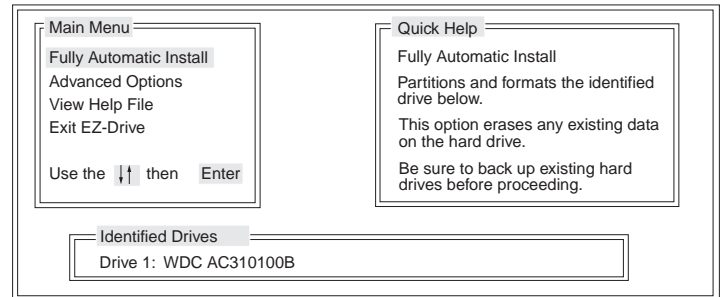 Main Menu
Fully Automatic Install
Advanced Options
View Help File
Exit EZ-Drive
Use the ↓↑ then Enter
Quick Help
Fully Automatic Install
Partitions and formats the identified
drive below.
This option erases any existing data
on the hard drive.
Be sure to back up existing hard
drives before proceeding.
Identified Drives
Drive 1: WDC AC310100B